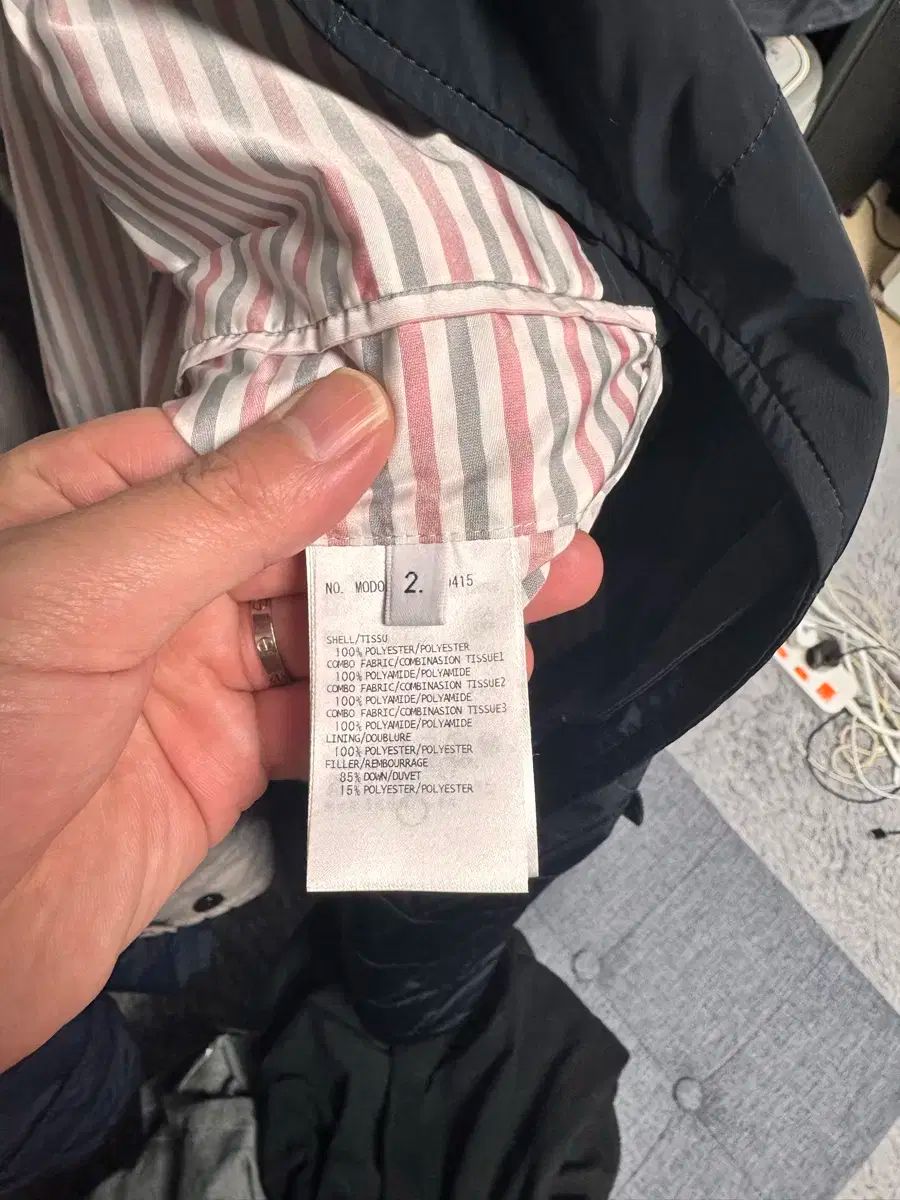 NO. MODO
2.
415
SHELL/TISSU
100% POLYESTER/POLYESTER
COMBO FABRIC/COMBINASION TISSUE1
100% POLYAMIDE/POLYAMIDE
COMBO FABRIC/COMBINASION TISSUE2
100% POLYAMIDE/POLYAMIDE
COMBO FABRIC/COMBINASION TISSUE3
100% POLYAMIDE/POLYAMIDE
LINING/DOUBLURE
100% POLYESTER/POLYESTER
FILLER/REMBOURRAGE
85% DOWN/DUVET
15% POLYESTER/POLYESTER